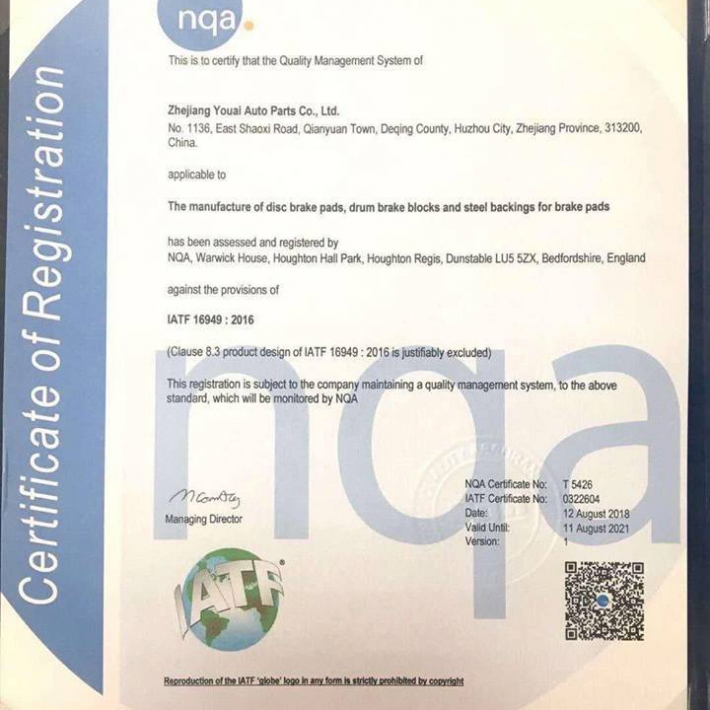 nqa.
Certificate of Registration
This is to certify that the Quality Management System of
Zhejiang Youai Auto Parts Co., Ltd.
No. 1136, East Shaoxi Road, Qianyuan Town, Deqing County, Huzhou City, Zhejiang Province, 313200,
China.
applicable to
The manufacture of disc brake pads, drum brake blocks and steel backings for brake pads
has been assessed and registered by
NQA, Warwick House, Houghton Hall Park, Houghton Regis, Dunstable LU5 5ZX, Bedfordshire, England
against the provisions of
IATF 16949 : 2016
(Clause 8.3 product design of IATF 16949 : 2016 is justifiably excluded)
This registration is subject to the company maintaining a quality management system, to the above
standard, which will be monitored by NQA
nqa
Managing Director
NQA Certificate No: T 5426
IATF Certificate No: 0322604
Date: 12 August 2018
Valid Until: 11 August 2021
Version: 1
IATF®
Reproduction of the IATF 'globe' logo in any form is strictly prohibited by copyright